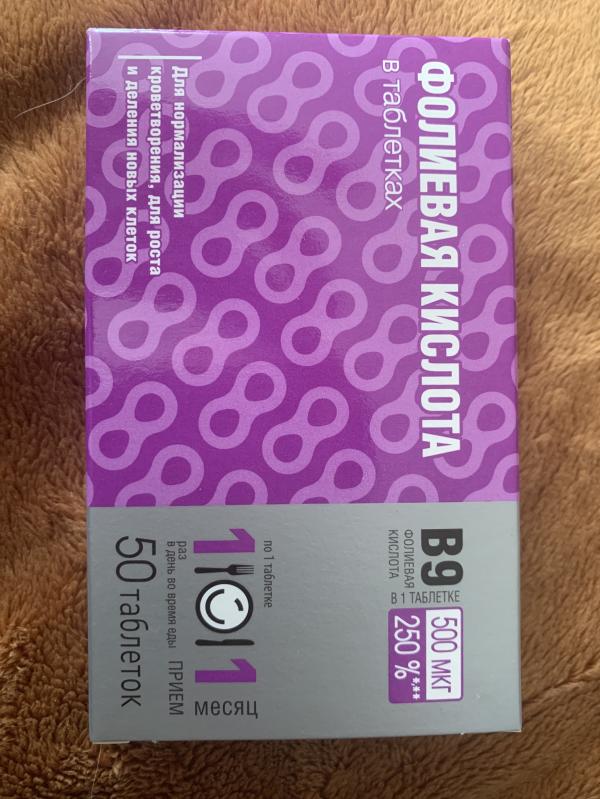 ФОЛИЕВАЯ КИСЛОТА
в таблетках
Для нормализации
кроветворения, для роста
и деления новых клеток
B9
ФОЛИЕВАЯ
КИСЛОТА
В 1 ТАБЛЕТКЕ
500 МКГ
250 %*,**
по 1 таблетке
1
раз
в день во время еды
ПРИЕМ
1
месяц
50 таблеток